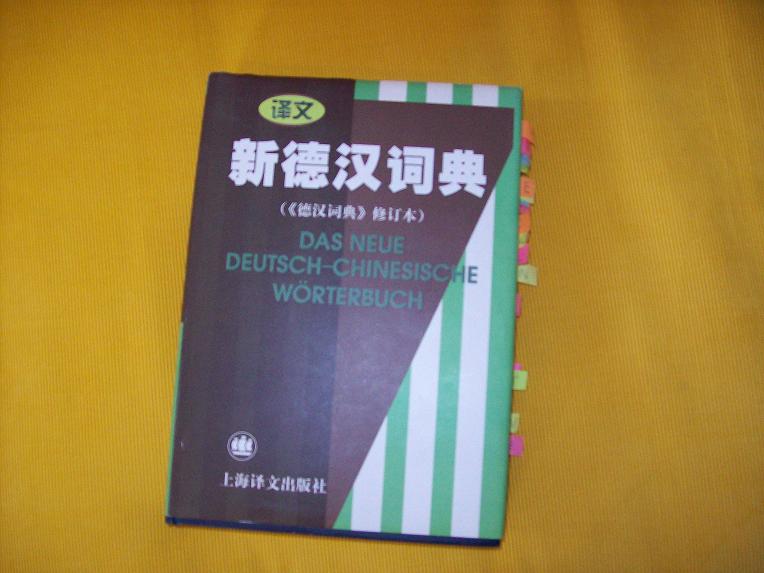 译文
新德汉词典
(《德汉词典》修订本)
DAS NEUE
DEUTSCH-CHINESISCHE
WÖRTERBUCH
上海译文出版社
E
N